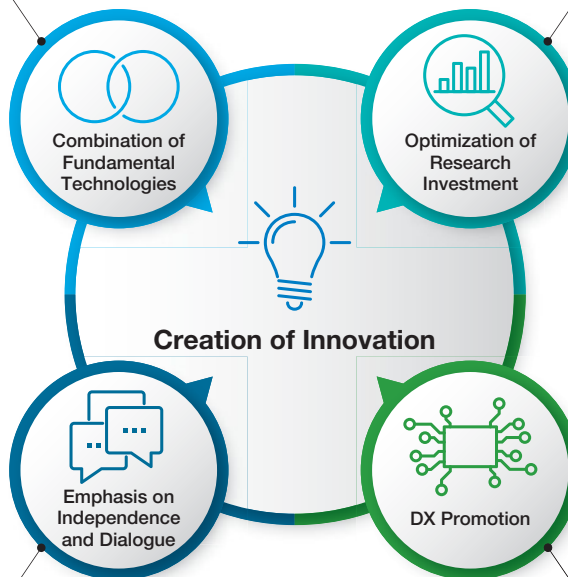 Combination of
Fundamental
Technologies
Optimization of
Research
Investment
Creation of Innovation
Emphasis on
Independence
and Dialogue
DX Promotion